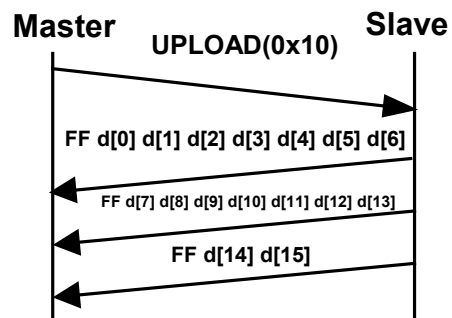 Master Slave
UPLOAD(0x10)
FF d[0] d[1] d[2] d[3] d[4] d[5] d[6]
FF d[7] d[8] d[9] d[10] d[11] d[12] d[13]
FF d[14] d[15]